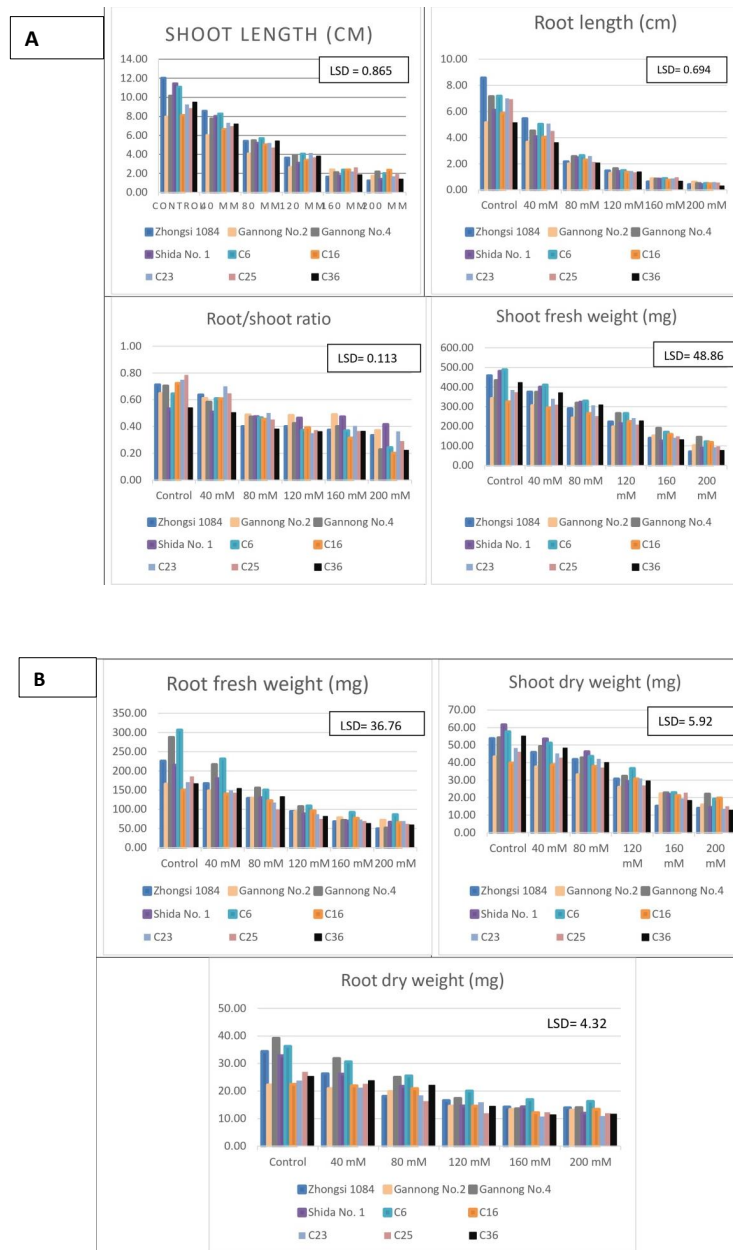 A
SHOOT LENGTH (CM)
LSD = 0.865
14.00
12.00
10.00
8.00
6.00
4.00
2.00
0.00
CONTROL 40 MM 80 MM 120 MM 160 MM 200 MM
Zhongsi 1084 Gannong No.2 Gannong No.4
Shida No. 1 C6 C16
C23 C25 C36
Root length (cm)
LSD= 0.694
10.00
8.00
6.00
4.00
2.00
0.00
Control 40 mM 80 mM 120 mM 160 mM 200 mM
Zhongsi 1084 Gannong No.2 Gannong No.4
Shida No. 1 C6 C16
C23 C25 C36
Root/shoot ratio
LSD= 0.113
1.00
0.80
0.60
0.40
0.20
0.00
Control 40 mM 80 mM 120 mM 160 mM 200 mM
Zhongsi 1084 Gannong No.2 Gannong No.4
Shida No. 1 C6 C16
C23 C25 C36
Shoot fresh weight (mg)
LSD= 48.86
600.00
500.00
400.00
300.00
200.00
100.00
0.00
Control 40 mM 80 mM 120 160 mM 200
mM mM
Zhongsi 1084 Gannong No.2 Gannong No.4
Shida No. 1 C6 C16
C23 C25 C36
B
Root fresh weight (mg)
LSD= 36.76
350.00
300.00
250.00
200.00
150.00
100.00
50.00
0.00
Control 40 mM 80 mM 120 mM 160 mM 200 mM
Zhongsi 1084 Gannong No.2 Gannong No.4
Shida No. 1 C6 C16
C23 C25 C36
Shoot dry weight (mg)
LSD= 5.92
70.00
60.00
50.00
40.00
30.00
20.00
10.00
0.00
Control 40 mM 80 mM 120 160 mM 200
mM mM
Zhongsi 1084 Gannong No.2 Gannong No.4
Shida No. 1 C6 C16
C23 C25 C36
Root dry weight (mg)
LSD= 4.32
50.00
40.00
30.00
20.00
10.00
0.00
Control 40 mM 80 mM 120 mM 160 mM 200 mM
Zhongsi 1084 Gannong No.2 Gannong No.4
Shida No. 1 C6 C16
C23 C25 C36